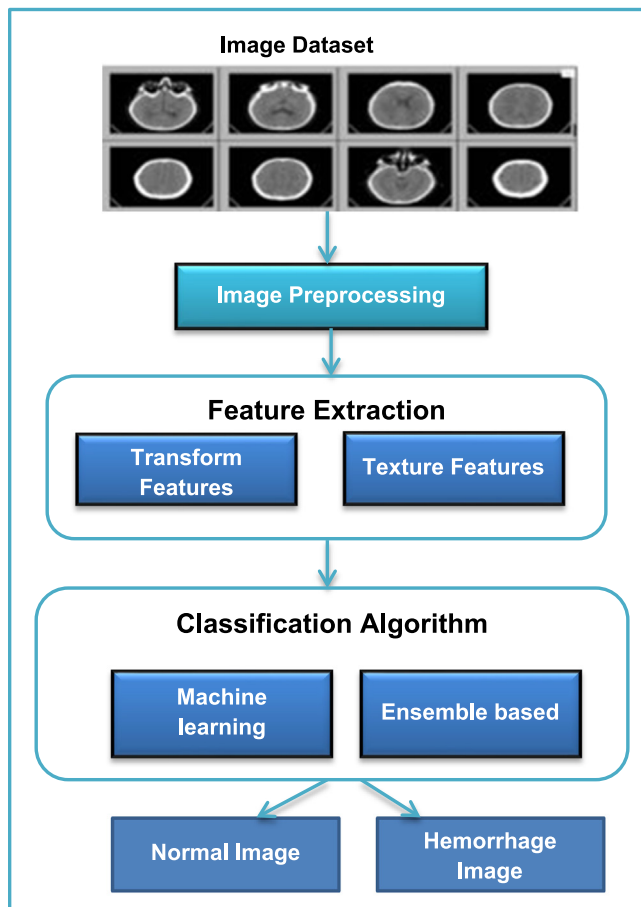 Image Dataset
Image Preprocessing
Feature Extraction
Transform
Features
Texture Features
Classification Algorithm
Machine
learning
Ensemble based
Normal Image
Hemorrhage
Image